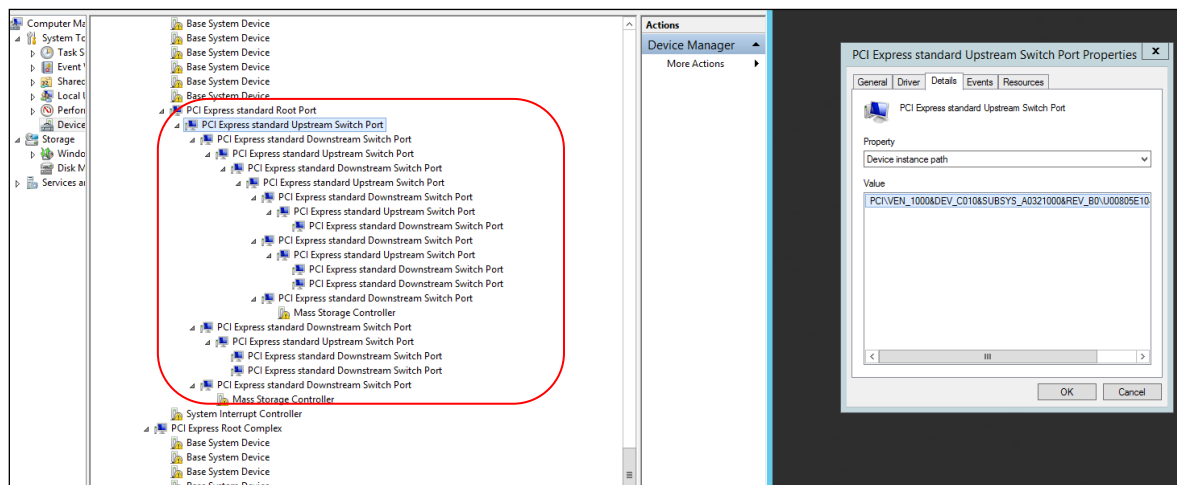 Computer Ma
System To
Task S
Event
Shared
Local
Perfor
Device
Storage
Windo
Disk M
Services a
Base System Device
Base System Device
Base System Device
Base System Device
Base System Device
Base System Device
PCI Express standard Root Port
PCI Express standard Upstream Switch Port
PCI Express standard Downstream Switch Port
PCI Express standard Upstream Switch Port
PCI Express standard Downstream Switch Port
PCI Express standard Upstream Switch Port
PCI Express standard Downstream Switch Port
PCI Express standard Upstream Switch Port
PCI Express standard Downstream Switch Port
PCI Express standard Downstream Switch Port
PCI Express standard Upstream Switch Port
PCI Express standard Downstream Switch Port
PCI Express standard Downstream Switch Port
PCI Express standard Downstream Switch Port
Mass Storage Controller
PCI Express standard Downstream Switch Port
PCI Express standard Upstream Switch Port
PCI Express standard Downstream Switch Port
PCI Express standard Downstream Switch Port
PCI Express standard Downstream Switch Port
Mass Storage Controller
System Interrupt Controller
PCI Express Root Complex
Base System Device
Base System Device
Base System Device
Base System Device
Actions
Device Manager
More Actions
PCI Express standard Upstream Switch Port Properties
General Driver Details Events Resources
PCI Express standard Upstream Switch Port
Property
Device instance path
Value
PCI\VEN_1000&DEV_C010&SUBSYS_A0321000&REV_B0\U00805E10
OK Cancel